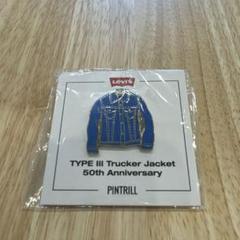 Levi's
TYPE III Trucker Jacket
50th Anniversary
PINTRILL